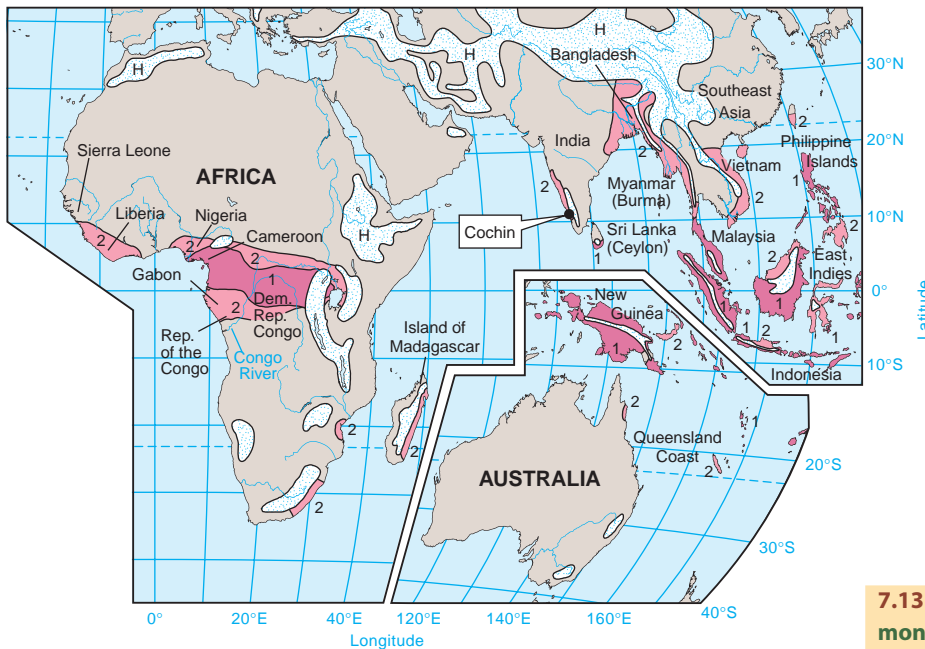 H
H
H
H
Bangladesh
30°N
Southeast
Asia
2
20°N
Sierra Leone
AFRICA
India
2
Vietnam
Philippine
Islands
2
1
2
Myanmar
(Burma)
2
10°N
Liberia
Nigeria
Cochin
Sri Lanka
(Ceylon)
Malaysia
2
2
Cameroon
2
1
East
Indies
Gabon
1
1
1
0°
2
Dem.
Rep.
Congo
New
Guinea
1
2
1
Latitude
Rep.
of the
Congo
Congo
River
Island of
Madagascar
1
2
Indonesia
10°S
2
2
2
1
Queensland
Coast
2
20°S
AUSTRALIA
2
30°S
0°
20°E
40°E
120°E
140°E
160°E
40°S
Longitude
7.13
mon